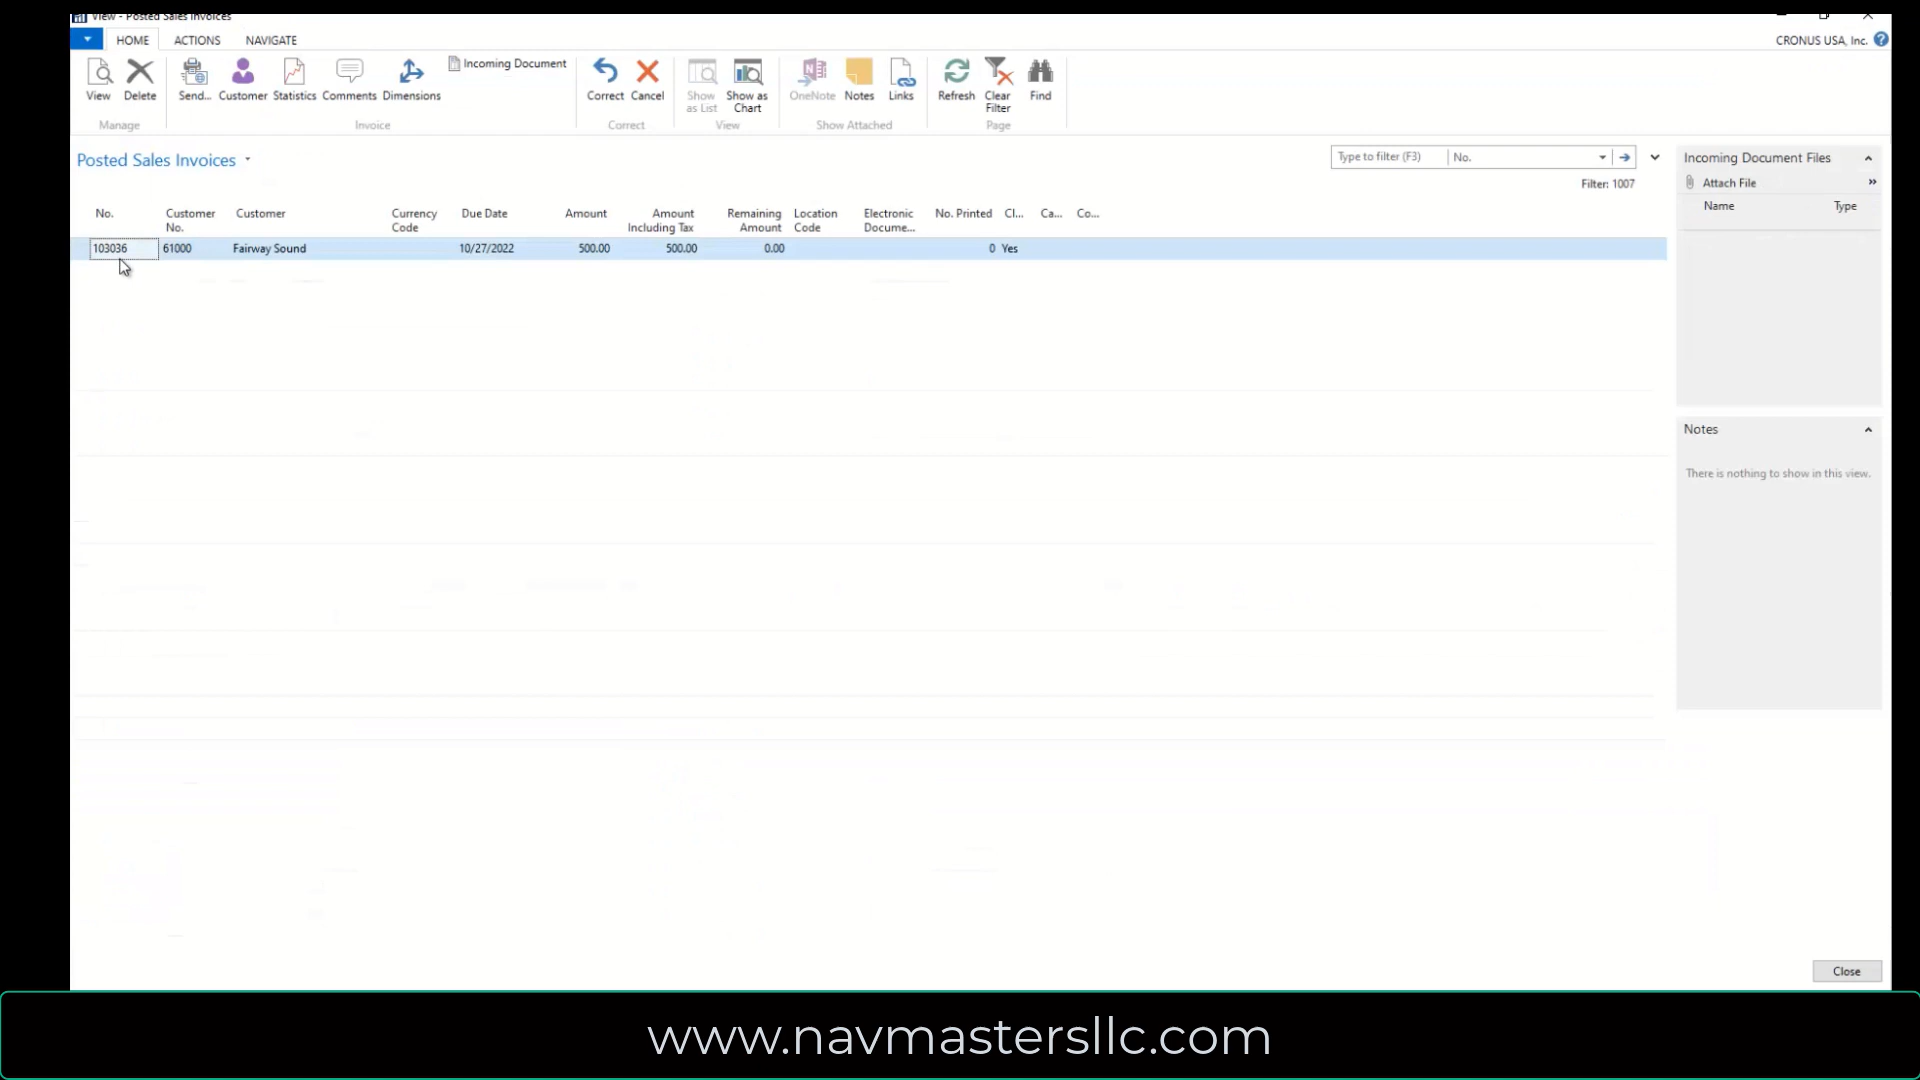 View - Posted Sales Invoices
HOME ACTIONS NAVIGATE
CRONUS USA, Inc.
View Delete Send... Customer Statistics Comments Dimensions Incoming Document Correct Cancel Show as List Show as Chart OneNote Notes Links Refresh Clear Filter Find
Manage Invoice Correct View Show Attached Page
Posted Sales Invoices
Type to filter (F3) No.
Filter: 1007
No. Customer No. Customer Currency Code Due Date Amount Amount Including Tax Remaining Amount Location Code Electronic Docume... No. Printed Cl... Ca... Co...
103036 61000 Fairway Sound 10/27/2022 500.00 500.00 0.00 0 Yes
Incoming Document Files
Attach File
Name Type
Notes
There is nothing to show in this view.
Close
www.navmastersllc.com